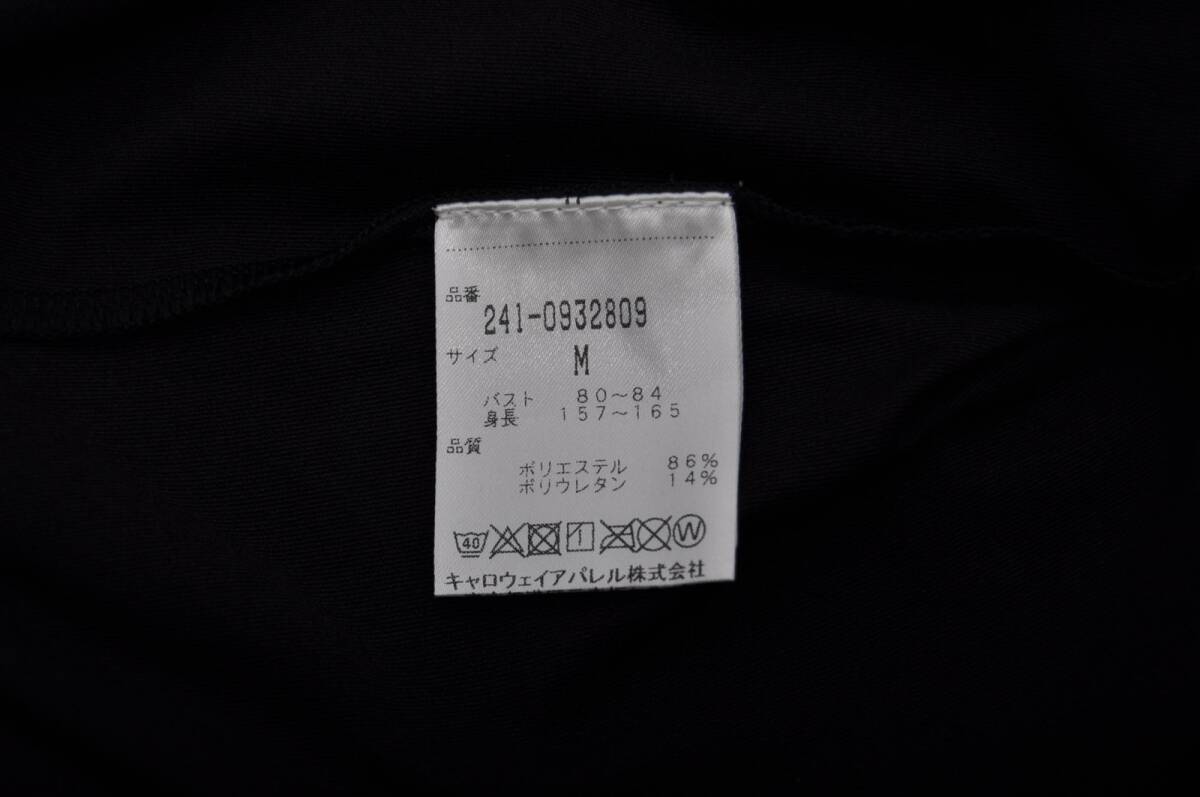 品番
241-0932809
サイズ M
バスト 80〜84
身長 157〜165
品質
ポリエステル 86%
ポリウレタン 14%
40 W
キャロウェイアパレル株式会社